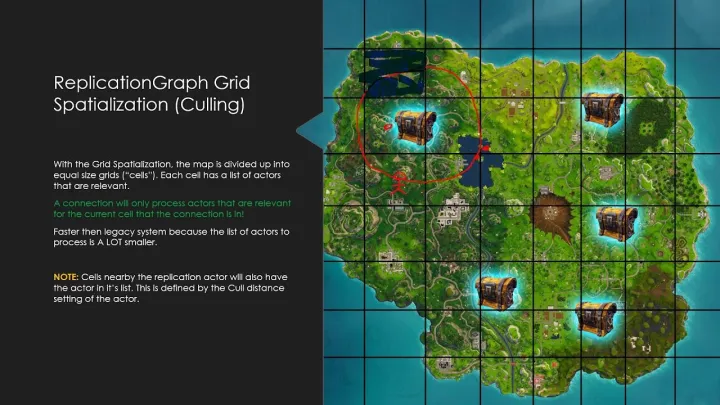 ReplicationGraph Grid
Spatialization (Culling)
With the Grid Spatialization, the map is divided up into
equal size grids (“cells”). Each cell has a list of actors
that are relevant.
A connection will only process actors that are relevant
for the current cell that the connection is in!
Faster then legacy system because the list of actors to
process is A LOT smaller.
NOTE: Cells nearby the replication actor will also have
the actor in it’s list. This is defined by the Cull distance
setting of the actor.